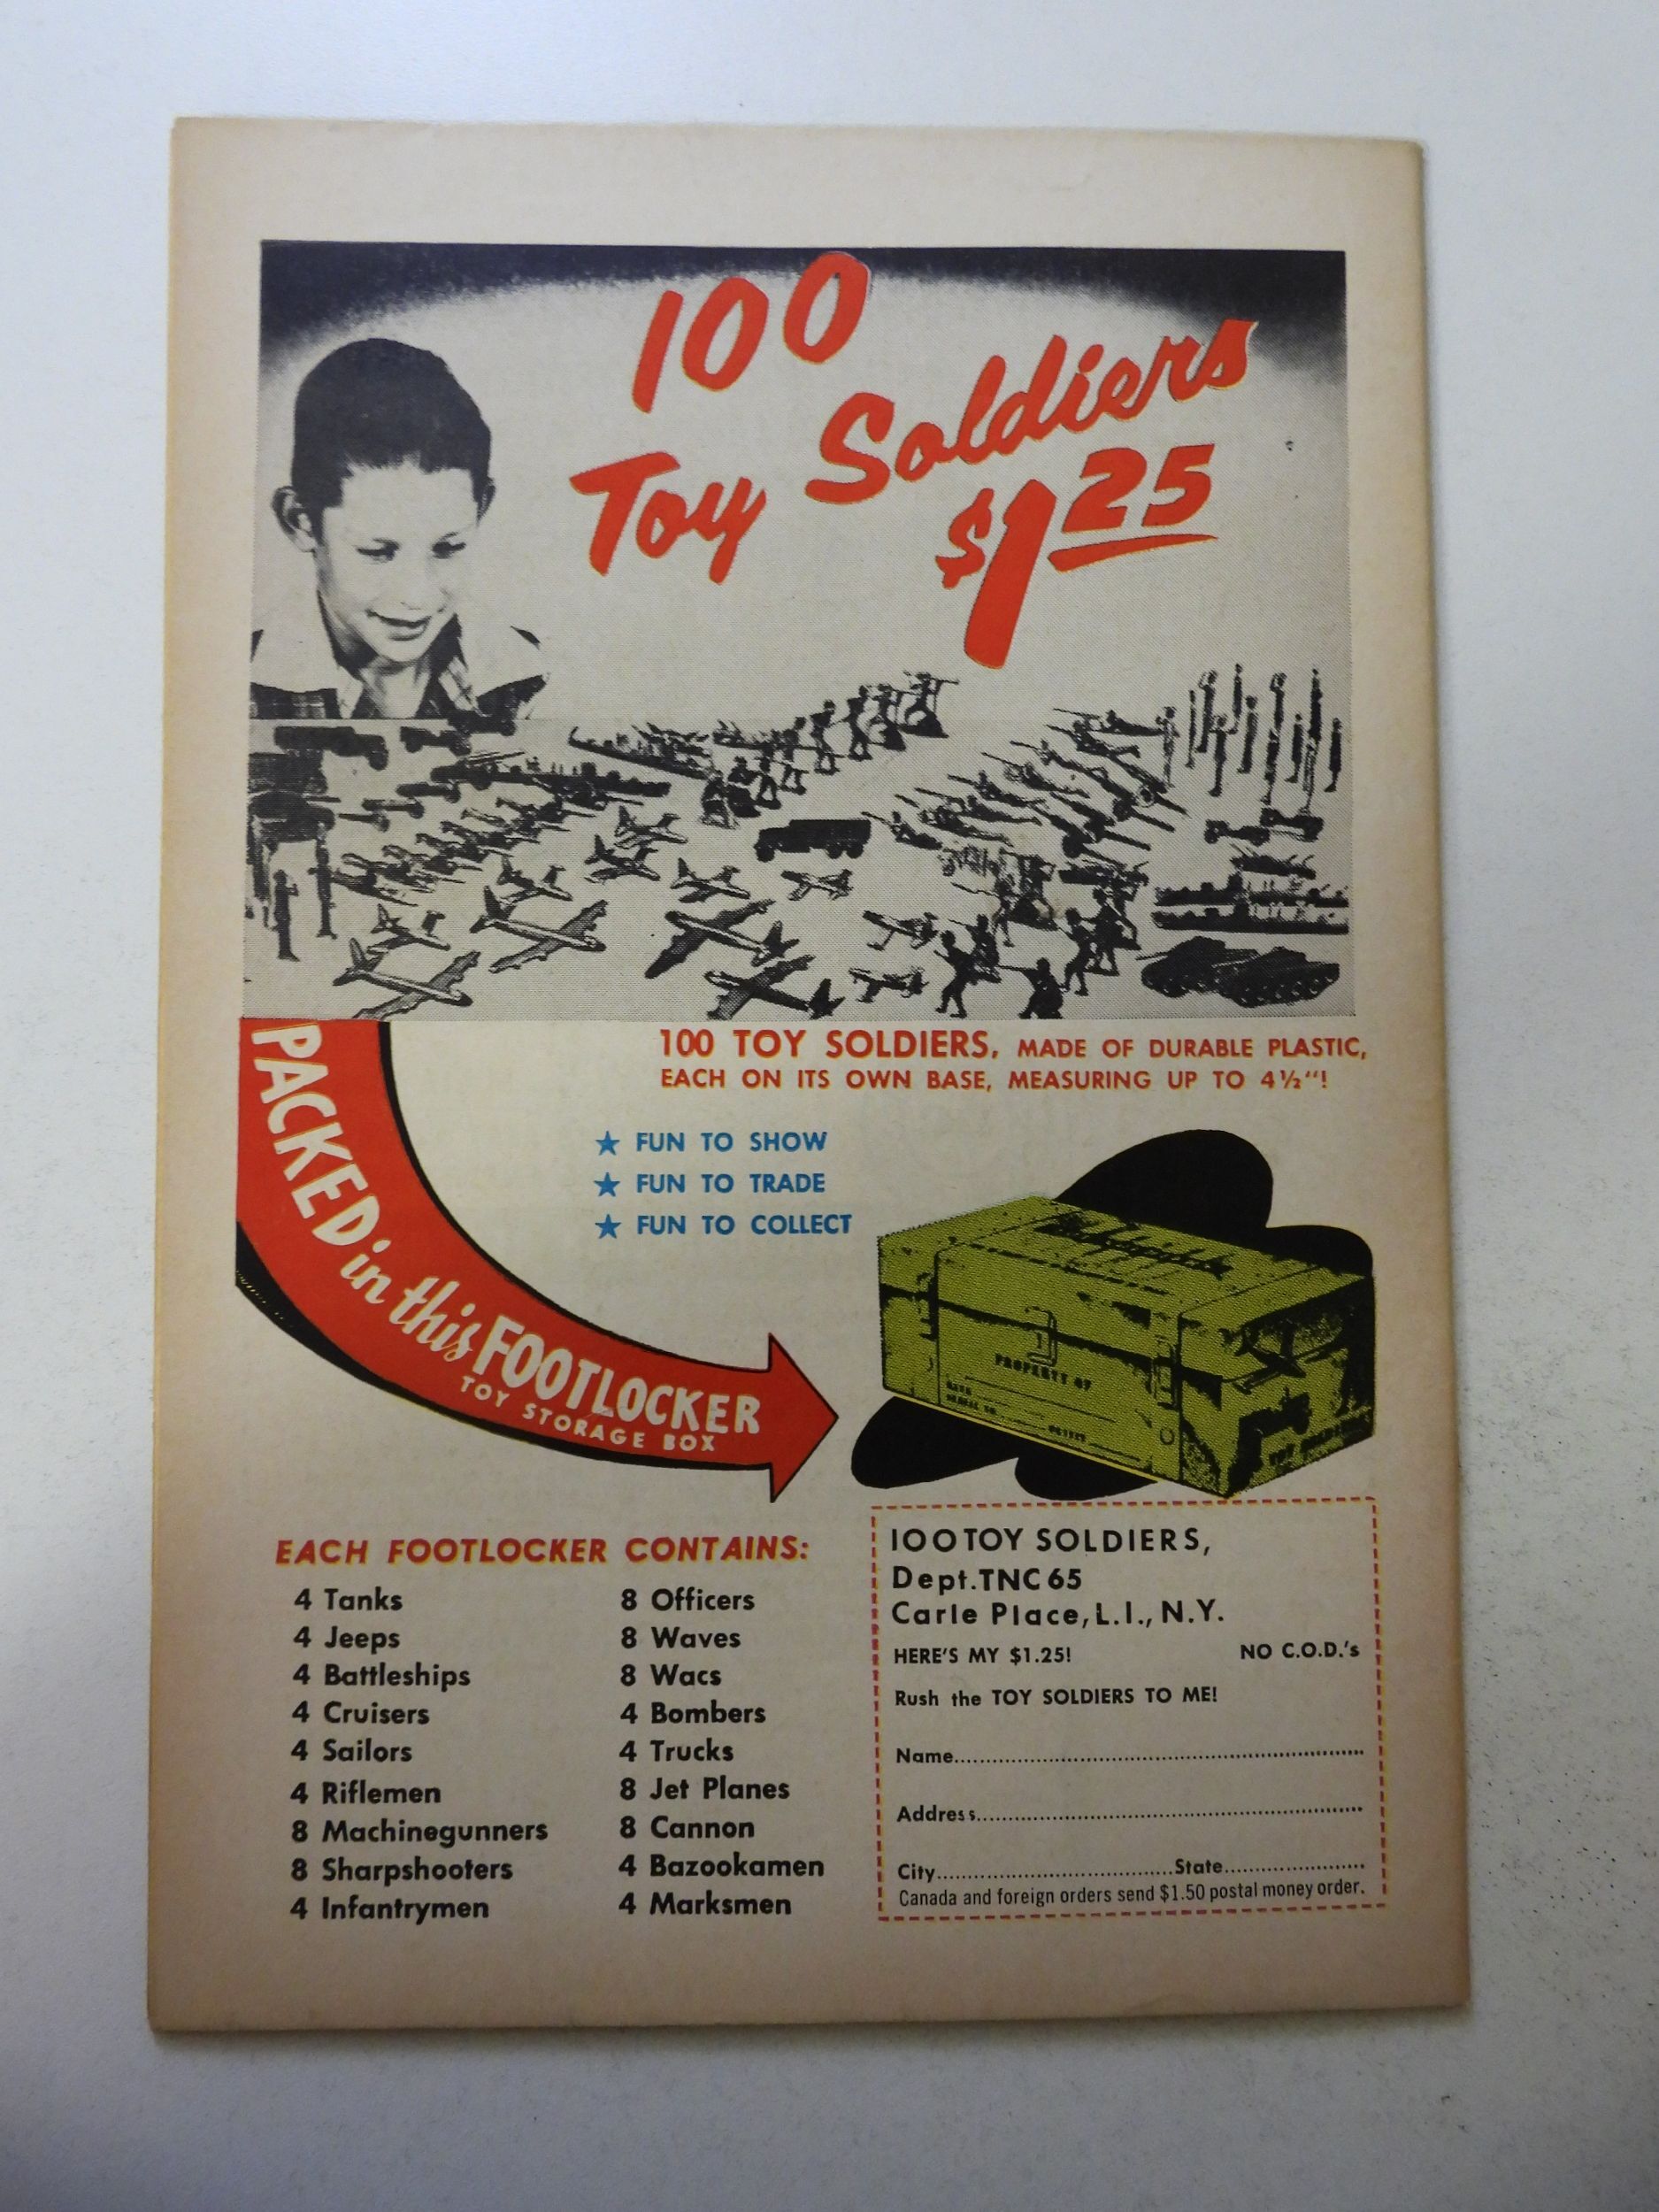 100
Toy Soldiers
$1.25
100 TOY SOLDIERS, MADE OF DURABLE PLASTIC,
EACH ON ITS OWN BASE, MEASURING UP TO 4½"!
★ FUN TO SHOW
★ FUN TO TRADE
★ FUN TO COLLECT
PACKED in this FOOTLOCKER
TOY STORAGE BOX
PROPERTY OF
EACH FOOTLOCKER CONTAINS:
4 Tanks
4 Jeeps
4 Battleships
4 Cruisers
4 Sailors
4 Riflemen
8 Machinegunners
8 Sharpshooters
4 Infantrymen
8 Officers
8 Waves
8 Wacs
4 Bombers
4 Trucks
8 Jet Planes
8 Cannon
4 Bazookamen
4 Marksmen
100 TOY SOLDIERS,
Dept. TNC 65
Carle Place, L.I., N.Y.
HERE'S MY $1.25! NO C.O.D.'s
Rush the TOY SOLDIERS TO ME!
Name
Address
City State
Canada and foreign orders send $1.50 postal money order.